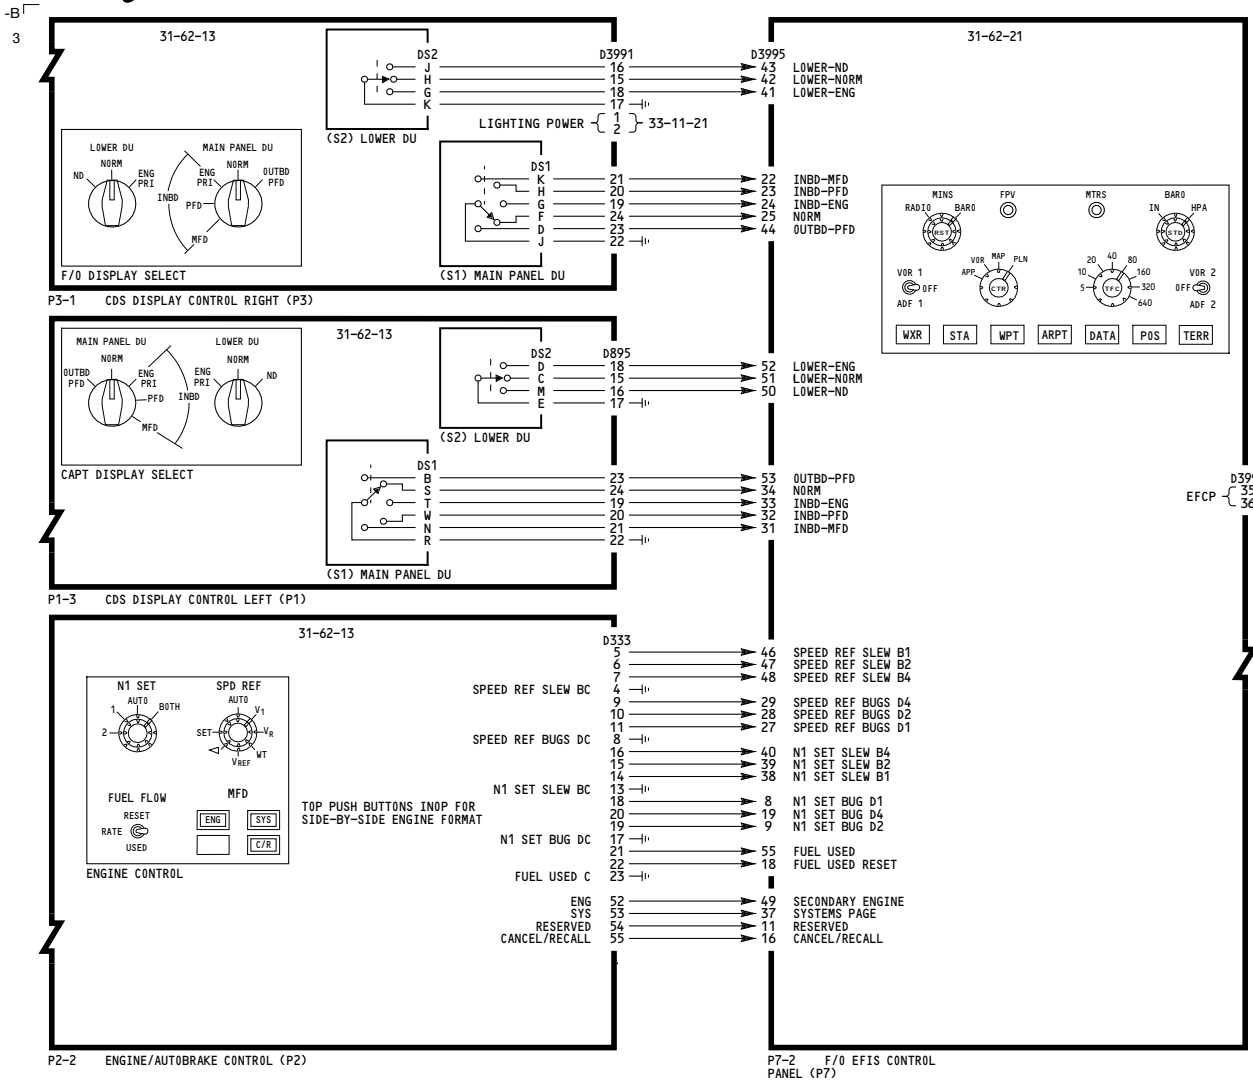 -B
3
31-62-13
DS2
D3991
D3995
31-62-21
J 16 43 LOWER-ND
H 15 42 LOWER-NORM
G 18 41 LOWER-ENG
K 17
LIGHTING POWER { 1 2 } 33-11-21
(S2) LOWER DU
LOWER DU
NORM
ND
ENG PRI
MAIN PANEL DU
NORM
ENG PRI
OUTBD PFD
INBD
PFD
MFD
F/O DISPLAY SELECT
DS1
K 21 22 INBD-MFD
H 20 23 INBD-PFD
G 19 24 INBD-ENG
F 24 25 NORM
D 23 44 OUTBD-PFD
J 22
(S1) MAIN PANEL DU
P3-1 CDS DISPLAY CONTROL RIGHT (P3)
MINS
RADIO BARO
RST
FPV
MTRS
BARO
IN HPA
STD
VOR 1
OFF
ADF 1
APP VOR MAP PLN
CTR
5 10 20 40 80 160 320 640
TFC
VOR 2
OFF
ADF 2
WXR STA WPT ARPT DATA POS TERR
31-62-13
MAIN PANEL DU
NORM
OUTBD PFD
ENG PRI
PFD
MFD
INBD
LOWER DU
NORM
ENG PRI
ND
CAPT DISPLAY SELECT
DS2 D895
D 18 52 LOWER-ENG
C 15 51 LOWER-NORM
M 16 50 LOWER-ND
E 17
(S2) LOWER DU
DS1
B 23 53 OUTBD-PFD
S 24 34 NORM
T 19 33 INBD-ENG
W 20 32 INBD-PFD
N 21 31 INBD-MFD
R 22
(S1) MAIN PANEL DU
EFCP { 35 36
P1-3 CDS DISPLAY CONTROL LEFT (P1)
31-62-13
D333
5 46 SPEED REF SLEW B1
6 47 SPEED REF SLEW B2
7 48 SPEED REF SLEW B4
SPEED REF SLEW BC 4
9 29 SPEED REF BUGS D4
10 28 SPEED REF BUGS D2
11 27 SPEED REF BUGS D1
SPEED REF BUGS DC 8
16 40 N1 SET SLEW B4
15 39 N1 SET SLEW B2
14 38 N1 SET SLEW B1
N1 SET SLEW BC 13
18 8 N1 SET BUG D1
20 19 N1 SET BUG D4
19 9 N1 SET BUG D2
N1 SET BUG DC 17
21 55 FUEL USED
22 18 FUEL USED RESET
FUEL USED C 23
ENG 52 49 SECONDARY ENGINE
SYS 53 37 SYSTEMS PAGE
RESERVED 54 11 RESERVED
CANCEL/RECALL 55 16 CANCEL/RECALL
N1 SET
AUTO
1 BOTH
2
SPD REF
AUTO
V1
SET VR
WT
VREF
FUEL FLOW
RESET
RATE
USED
MFD
ENG SYS
C/R
TOP PUSH BUTTONS INOP FOR
SIDE-BY-SIDE ENGINE FORMAT
ENGINE CONTROL
P2-2 ENGINE/AUTOBRAKE CONTROL (P2)
P7-2 F/O EFIS CONTROL
PANEL (P7)